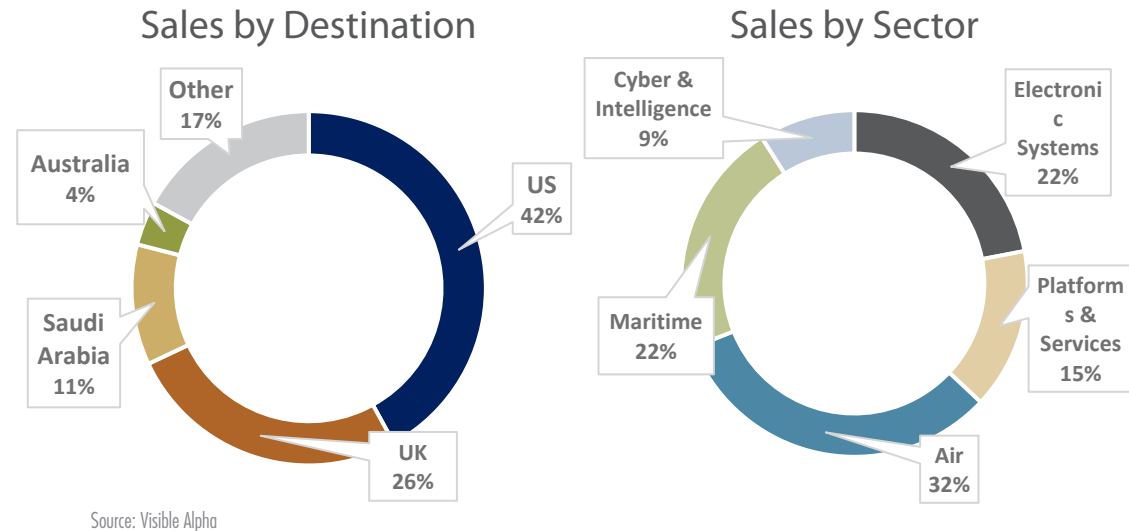 Sales by Destination
Other
17%
Australia
4%
Saudi
Arabia
11%
US
42%
UK
26%
Sales by Sector
Cyber &
Intelligence
9%
Electroni
c
Systems
22%
Maritime
22%
Platform
s &
Services
15%
Air
32%
Source: Visible Alpha